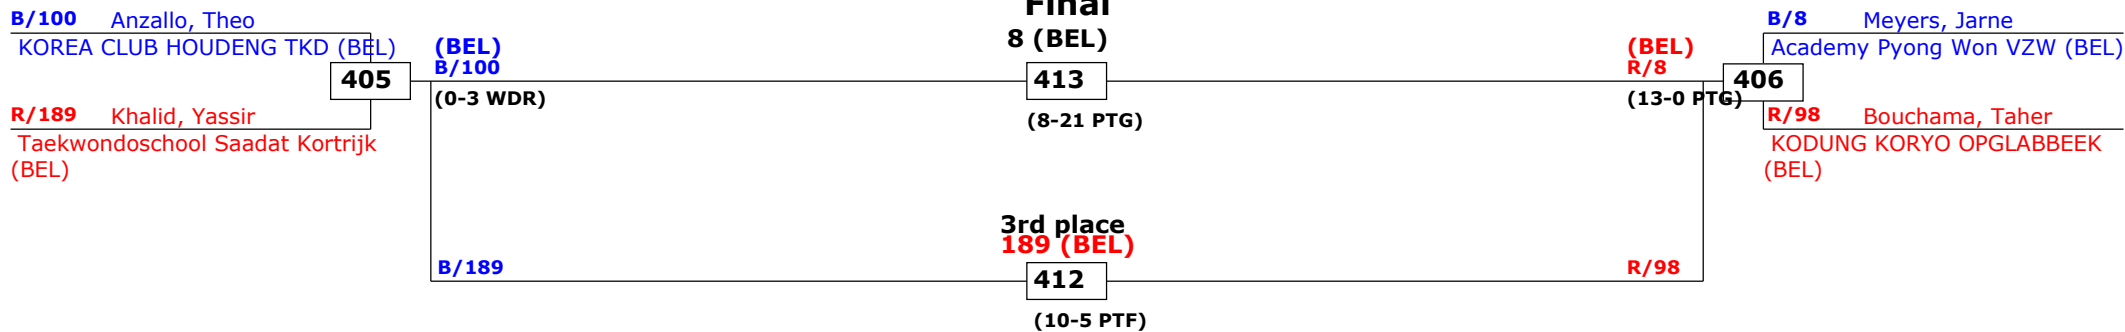 Final
8 (BEL)
B/100 Anzallo, Theo
KOREA CLUB HOUDENG TKD (BEL)
405
R/189 Khalid, Yassir
Taekwondoschool Saadat Kortrijk
(BEL)
(BEL)
B/100
(0-3 WDR)
413
(8-21 PTG)
(BEL)
R/8
(13-0 PTG)
406
B/8 Meyers, Jarne
Academy Pyong Won VZW (BEL)
R/98 Bouchama, Taher
KODUNG KORYO OPGLABBEEK
(BEL)
3rd place
189 (BEL)
B/189
412
R/98
(10-5 PTF)